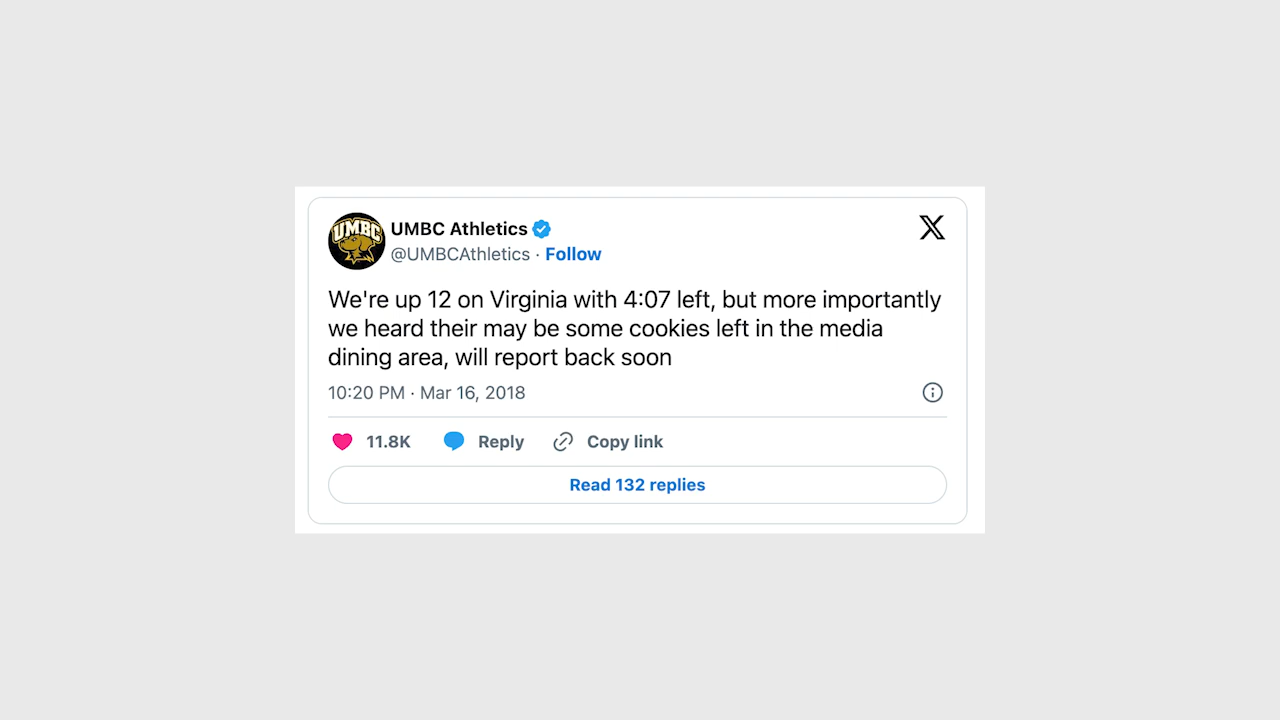 UMBC
UMBC Athletics
@UMBCAthletics · Follow
We're up 12 on Virginia with 4:07 left, but more importantly
we heard their may be some cookies left in the media
dining area, will report back soon
10:20 PM · Mar 16, 2018
11.8K Reply Copy link
Read 132 replies